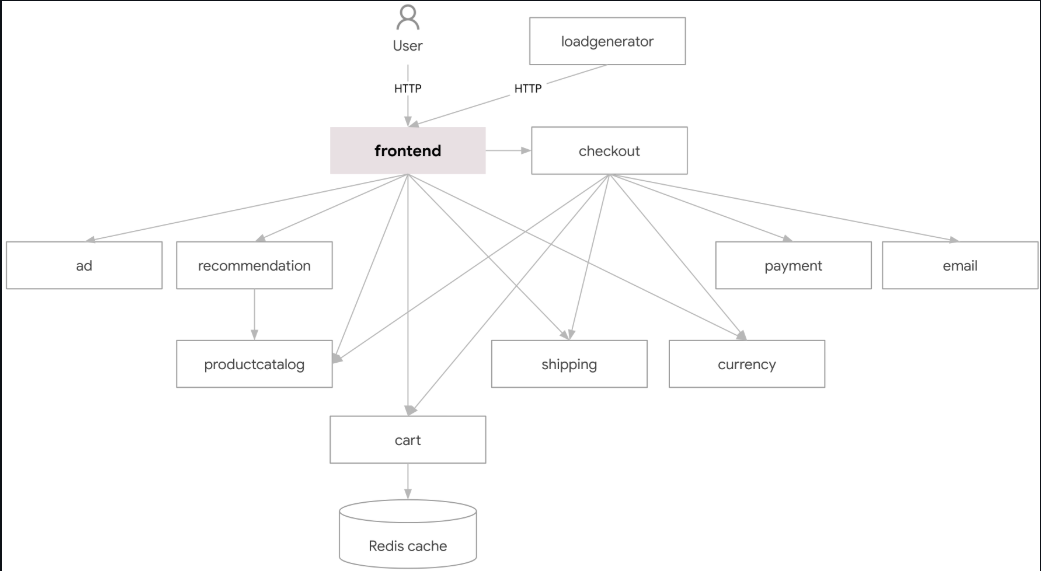 User
loadgenerator
HTTP
HTTP
frontend
checkout
ad
recommendation
payment
email
productcatalog
shipping
currency
cart
Redis cache